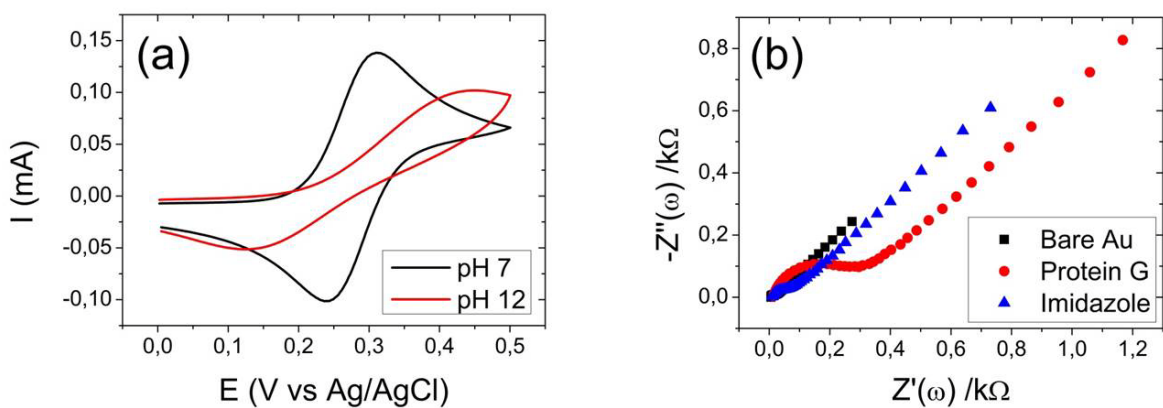 (a)
I (mA)
0,15
0,10
0,05
0,00
-0,05
-0,10
0,0 0,1 0,2 0,3 0,4 0,5
E (V vs Ag/AgCl)
pH 7
pH 12
(b)
-Z''(ω) /kΩ
0,8
0,6
0,4
0,2
0,0
0,0 0,2 0,4 0,6 0,8 1,0 1,2
Z'(ω) /kΩ
Bare Au
Protein G
Imidazole